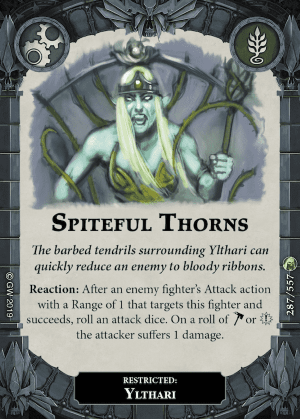 SPITEFUL THORNS
The barbed tendrils surrounding Ylthari can
quickly reduce an enemy to bloody ribbons.
Reaction: After an enemy fighter's Attack action
with a Range of 1 that targets this fighter and
succeeds, roll an attack dice. On a roll of or
the attacker suffers 1 damage.
RESTRICTED:
YLTHARI
© GW 2019
287/557